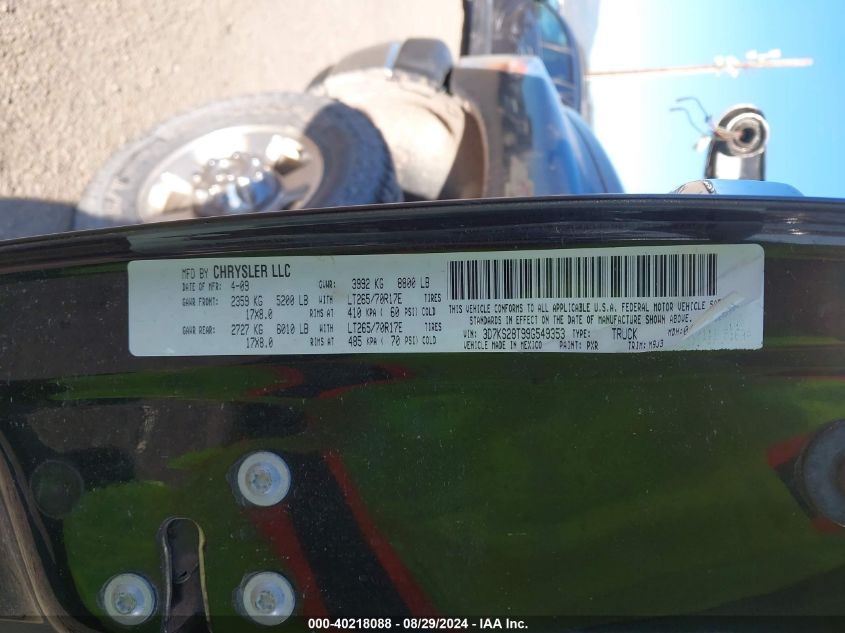 MFD BY CHRYSLER LLC
DATE OF MFR: 4-09 GVWR: 3992 KG 8800 LB
GAWR FRONT: 2359 KG 5200 LB WITH LT265/70R17E TIRES
17X8.0 RIMS AT 410 KPA ( 60 PSI) COLD
GAWR REAR: 2727 KG 6010 LB WITH LT265/70R17E TIRES
17X8.0 RIMS AT 485 KPA ( 70 PSI) COLD
THIS VEHICLE CONFORMS TO ALL APPLICABLE U.S.A. FEDERAL MOTOR VEHICLE
STANDARDS IN EFFECT ON THE DATE OF MANUFACTURE SHOWN ABOVE.
VIN: 3D7KS28T99G549353 TYPE: TRUCK MDH:
VEHICLE MADE IN MEXICO PAINT: PXR TRIM: M9J3
000-40218088 - 08/29/2024 - IAA Inc.